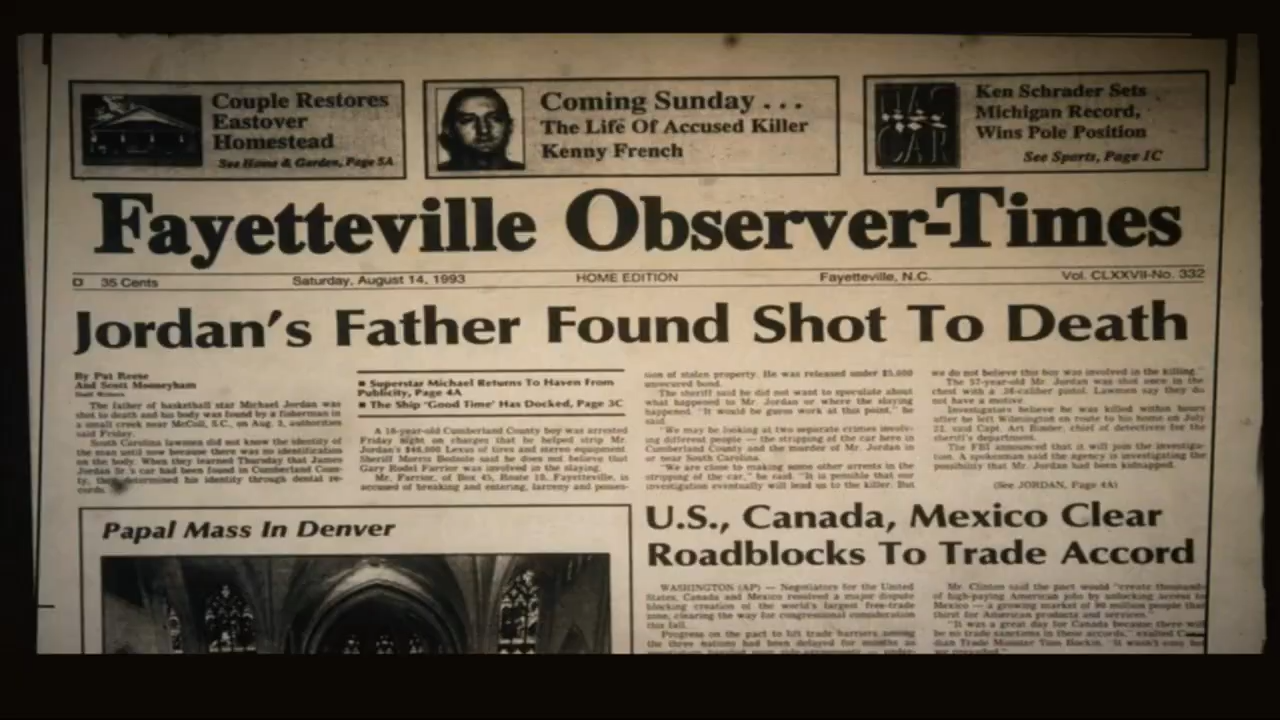 Couple Restores
Eastover
Homestead
See Home & Garden, Page 5A
Coming Sunday . . .
The Life Of Accused Killer
Kenny French
Ken Schrader Sets
Michigan Record,
Wins Pole Position
See Sports, Page 1C
Fayetteville Observer-Times
35 Cents
Saturday, August 14, 1993
HOME EDITION
Fayetteville, N.C.
Vol. CLXXVII-No. 332
Jordan's Father Found Shot To Death
By Pat Reese
And Scott Mooneyham
Staff Writers
The father of basketball star Michael Jordan was
shot to death and his body was found by a fisherman in
a small creek near McColl, S.C., on Aug. 3, authorities
said Friday.
South Carolina lawmen did not know the identity of
the man until now because there was no identification
on the body. When they learned Thursday that James
Jordan Sr.'s car had been found in Cumberland Coun-
ty, they determined his identity through dental re-
cords.
■ Superstar Michael Returns To Haven From
Publicity, Page 4A
■ The Ship 'Good Time' Has Docked, Page 3C
A 18-year-old Cumberland County boy was arrested
Friday night on charges that he helped strip Mr.
Jordan's $46,000 Lexus of tires and stereo equipment.
Sheriff Morris Bedsole said he does not believe that
Gary Rodel Farrior was involved in the slaying.
Mr. Farrior, of Box 45, Route 10, Fayetteville, is
accused of breaking and entering, larceny and posses-
sion of stolen property. He was released under $5,000
unsecured bond.
The sheriff said he did not want to speculate about
what happened to Mr. Jordan or where the slaying
happened. "It would be guess work at this point," he
said.
"We may be looking at two separate crimes involv-
ing different people — the stripping of the car here in
Cumberland County and the murder of Mr. Jordan in
or near South Carolina.
"We are close to making some other arrests in the
stripping of the car," he said. "It is possible that our
investigation eventually will lead us to the killer. But
we do not believe this boy was involved in the killing."
The 57-year-old Mr. Jordan was shot once in the
chest with a .38-caliber pistol. Lawmen say they do
not have a motive.
Investigators believe he was killed within hours
after he left Wilmington en route to his home on July
22, said Capt. Art Binder, chief of detectives for the
sheriff's department.
The FBI announced that it will join the investiga-
tion. A spokesman said the agency is investigating the
possibility that Mr. Jordan had been kidnapped.
(See JORDAN, Page 4A)
Papal Mass In Denver
U.S., Canada, Mexico Clear
Roadblocks To Trade Accord
WASHINGTON (AP) — Negotiators for the United
States, Canada and Mexico resolved a major dispute
blocking creation of the world's largest free-trade
zone, clearing the way for congressional consideration
this fall.
Progress on the pact to lift trade barriers among
the three nations had been delayed for months as
Mr. Clinton said the pact would "create thousands
of high-paying American jobs by unlocking access to
Mexico — a growing market of 90 million people that
thirst for American products and services."
"It was a great day for Canada because there will
be no trade sanctions in these accords," exulted
Trade Minister Tom Hockin. "It wasn't easy